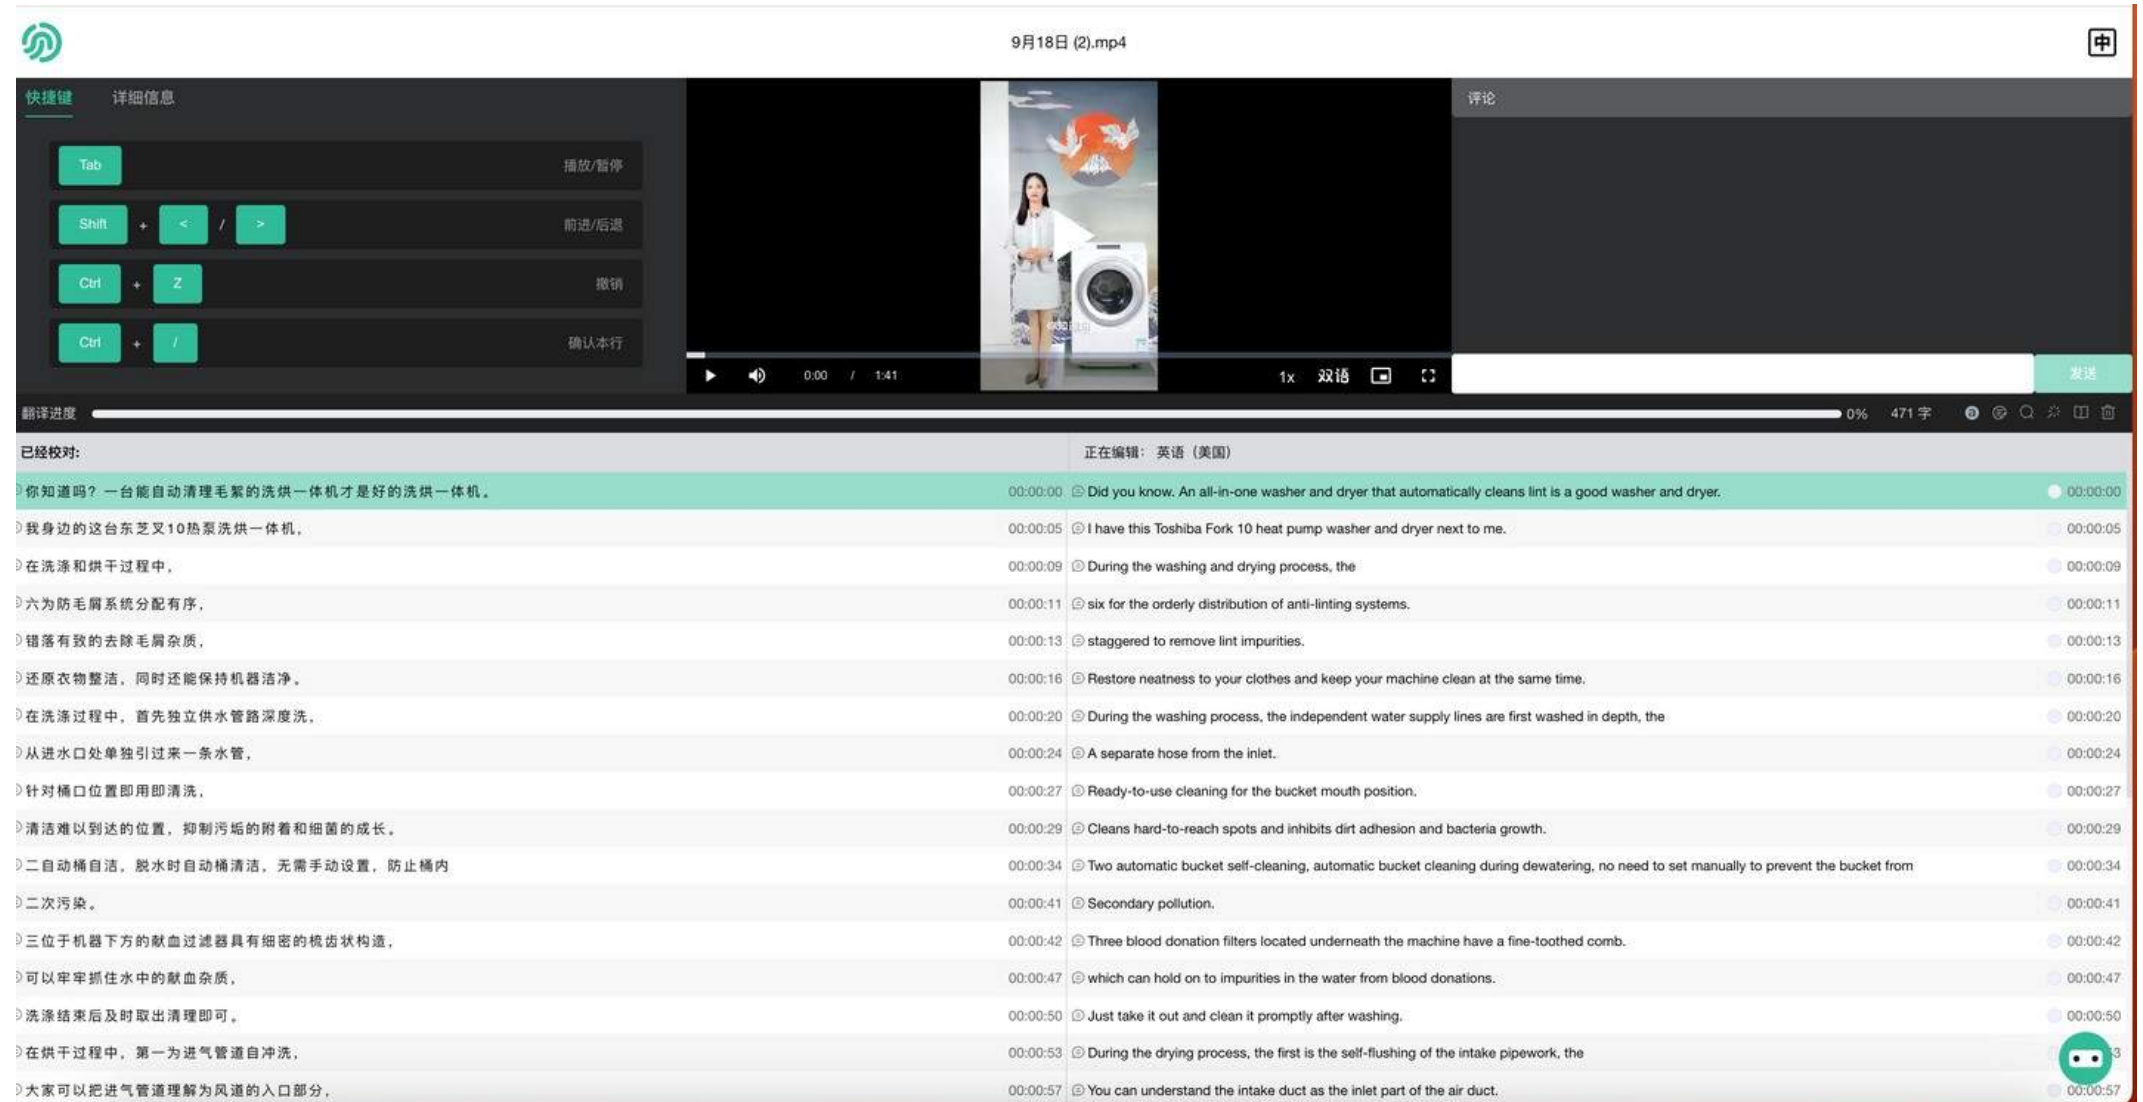 9月18日 (2).mp4
中
快捷键 详细信息
评论
Tab 播放/暂停
Shift + < / > 前进/后退
Ctrl + Z 撤销
Ctrl + / 确认本行
0:00 / 1:41 1x 双语
发送
翻译进度 0% 471 字
已经校对: 正在编辑: 英语 (美国)
你知道吗? 一台能自动清理毛絮的洗烘一体机才是好的洗烘一体机。 00:00:00 Did you know. An all-in-one washer and dryer that automatically cleans lint is a good washer and dryer. 00:00:00
我身边的这台东芝叉10热泵洗烘一体机, 00:00:05 I have this Toshiba Fork 10 heat pump washer and dryer next to me. 00:00:05
在洗涤和烘干过程中, 00:00:09 During the washing and drying process, the 00:00:09
六为防毛屑系统分配有序, 00:00:11 six for the orderly distribution of anti-linting systems. 00:00:11
错落有致的去除毛屑杂质, 00:00:13 staggered to remove lint impurities. 00:00:13
还原衣物整洁, 同时还能保持机器洁净。 00:00:16 Restore neatness to your clothes and keep your machine clean at the same time. 00:00:16
在洗涤过程中, 首先独立供水管路深度洗, 00:00:20 During the washing process, the independent water supply lines are first washed in depth, the 00:00:20
从进水口处单独引过来一条水管, 00:00:24 A separate hose from the inlet. 00:00:24
针对桶口位置即用即清洗, 00:00:27 Ready-to-use cleaning for the bucket mouth position. 00:00:27
清洁难以到达的位置, 抑制污垢的附着和细菌的成长。 00:00:29 Cleans hard-to-reach spots and inhibits dirt adhesion and bacteria growth. 00:00:29
二自动桶自洁, 脱水时自动桶清洁, 无需手动设置, 防止桶内 00:00:34 Two automatic bucket self-cleaning, automatic bucket cleaning during dewatering, no need to set manually to prevent the bucket from 00:00:34
二次污染。 00:00:41 Secondary pollution. 00:00:41
三位于机器下方的献血过滤器具有细密的梳齿状构造, 00:00:42 Three blood donation filters located underneath the machine have a fine-toothed comb. 00:00:42
可以牢牢抓住水中的献血杂质, 00:00:47 which can hold on to impurities in the water from blood donations. 00:00:47
洗涤结束后及时取出清理即可。 00:00:50 Just take it out and clean it promptly after washing. 00:00:50
在烘干过程中, 第一为进气管道自冲洗, 00:00:53 During the drying process, the first is the self-flushing of the intake pipework, the
大家可以把进气管道理解为风道的入口部分, 00:00:57 You can understand the intake duct as the inlet part of the air duct. 00:00:57